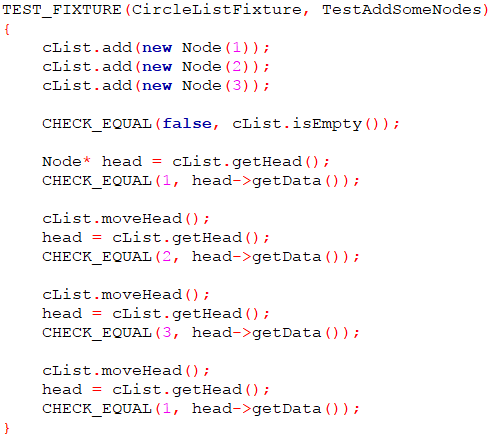 TEST_FIXTURE(CircleListFixture, TestAddSomeNodes)
{
    cList.add(new Node(1));
    cList.add(new Node(2));
    cList.add(new Node(3));

    CHECK_EQUAL(false, cList.isEmpty());

    Node* head = cList.getHead();
    CHECK_EQUAL(1, head->getData());

    cList.moveHead();
    head = cList.getHead();
    CHECK_EQUAL(2, head->getData());

    cList.moveHead();
    head = cList.getHead();
    CHECK_EQUAL(3, head->getData());

    cList.moveHead();
    head = cList.getHead();
    CHECK_EQUAL(1, head->getData());
}